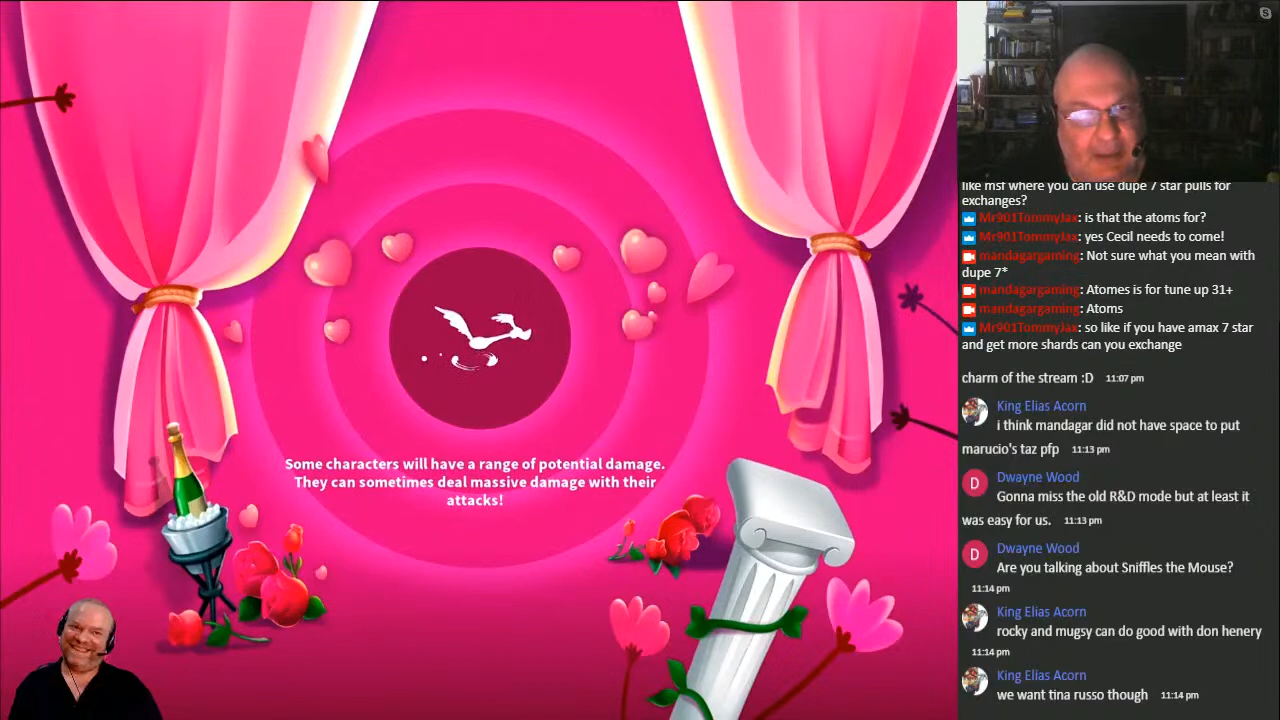 Some characters will have a range of potential damage.
They can sometimes deal massive damage with their
attacks!
like msf where you can use dupe 7 star pulls for
exchanges?
Mr901TommyJax: is that the atoms for?
Mr901TommyJax: yes Cecil needs to come!
mandagargaming: Not sure what you mean with
dupe 7*
mandagargaming: Atomes is for tune up 31+
mandagargaming: Atoms
Mr901TommyJax: so like if you have amax 7 star
and get more shards can you exchange
charm of the stream :D 11:07 pm
King Elias Acorn
i think mandagar did not have space to put
marucio's taz pfp 11:13 pm
D Dwayne Wood
Gonna miss the old R&D mode but at least it
was easy for us. 11:13 pm
D Dwayne Wood
Are you talking about Sniffles the Mouse?
11:14 pm
King Elias Acorn
rocky and mugsy can do good with don henery
11:14 pm
King Elias Acorn
we want tina russo though 11:14 pm